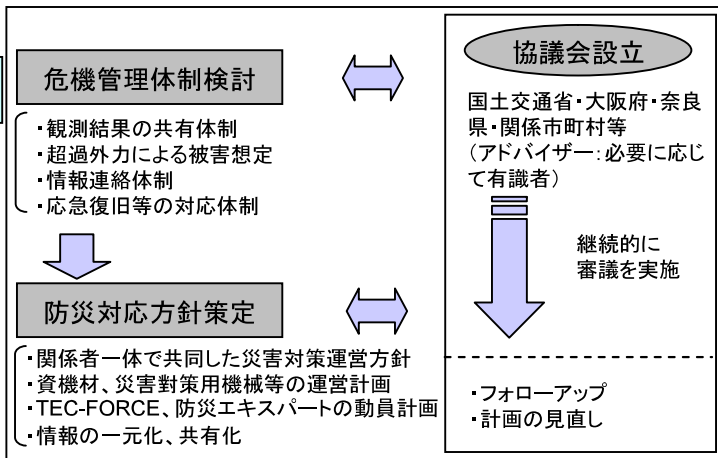 危機管理体制検討
・観測結果の共有体制
・超過外力による被害想定
・情報連絡体制
・応急復旧等の対応体制
防災対応方針策定
・関係者一体で共同した災害対策運営方針
・資機材、災害對策用機械等の運営計画
・TEC-FORCE、防災エキスパートの動員計画
・情報の一元化、共有化
協議会設立
国土交通省・大阪府・奈良
県・関係市町村等
（アドバイザー：必要に応じ
て有識者）
継続的に
審議を実施
・フォローアップ
・計画の見直し